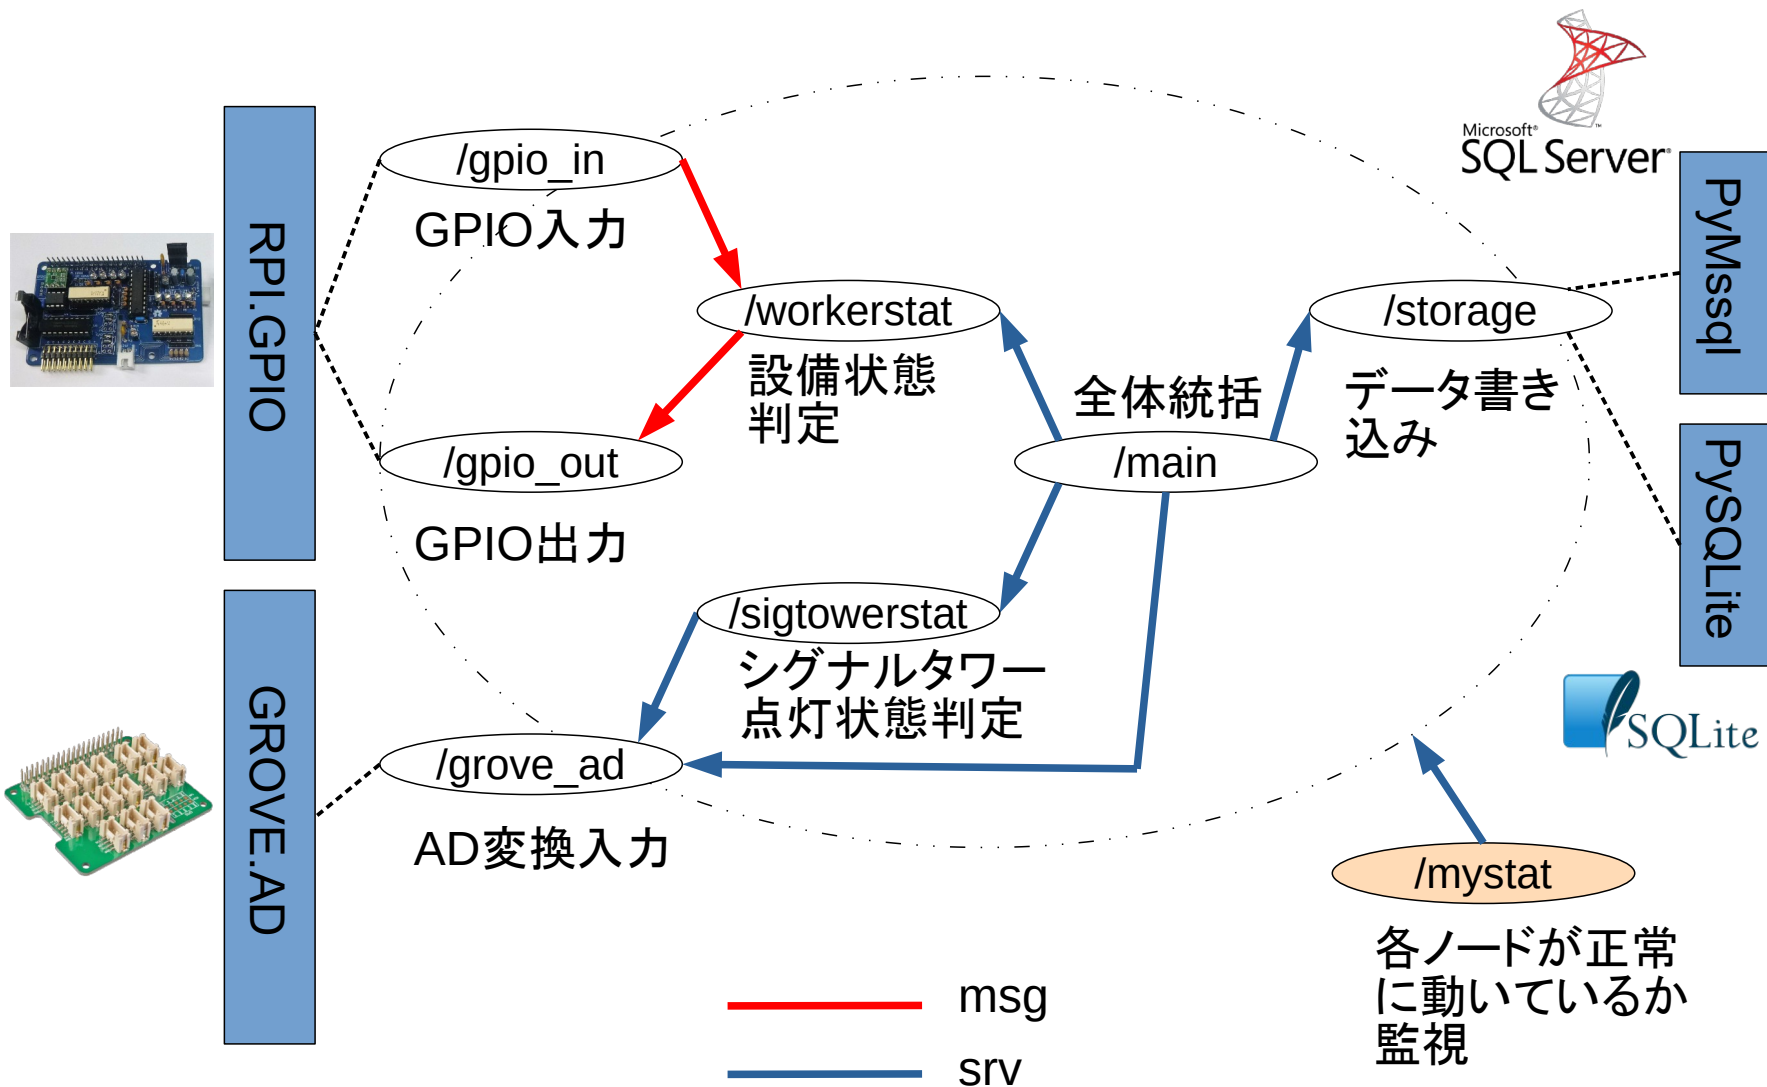 Microsoft®
SQL Server®
/gpio_in
GPIO入力
RPI.GPIO
PyMssql
/workerstat
設備状態
判定
/storage
データ書き
込み
全体統括
/main
/gpio_out
GPIO出力
PySQLite
/sigtowerstat
シグナルタワー
点灯状態判定
GROVE.AD
SQLite
/grove_ad
AD変換入力
/mystat
各ノードが正常
に動いているか
監視
msg
srv